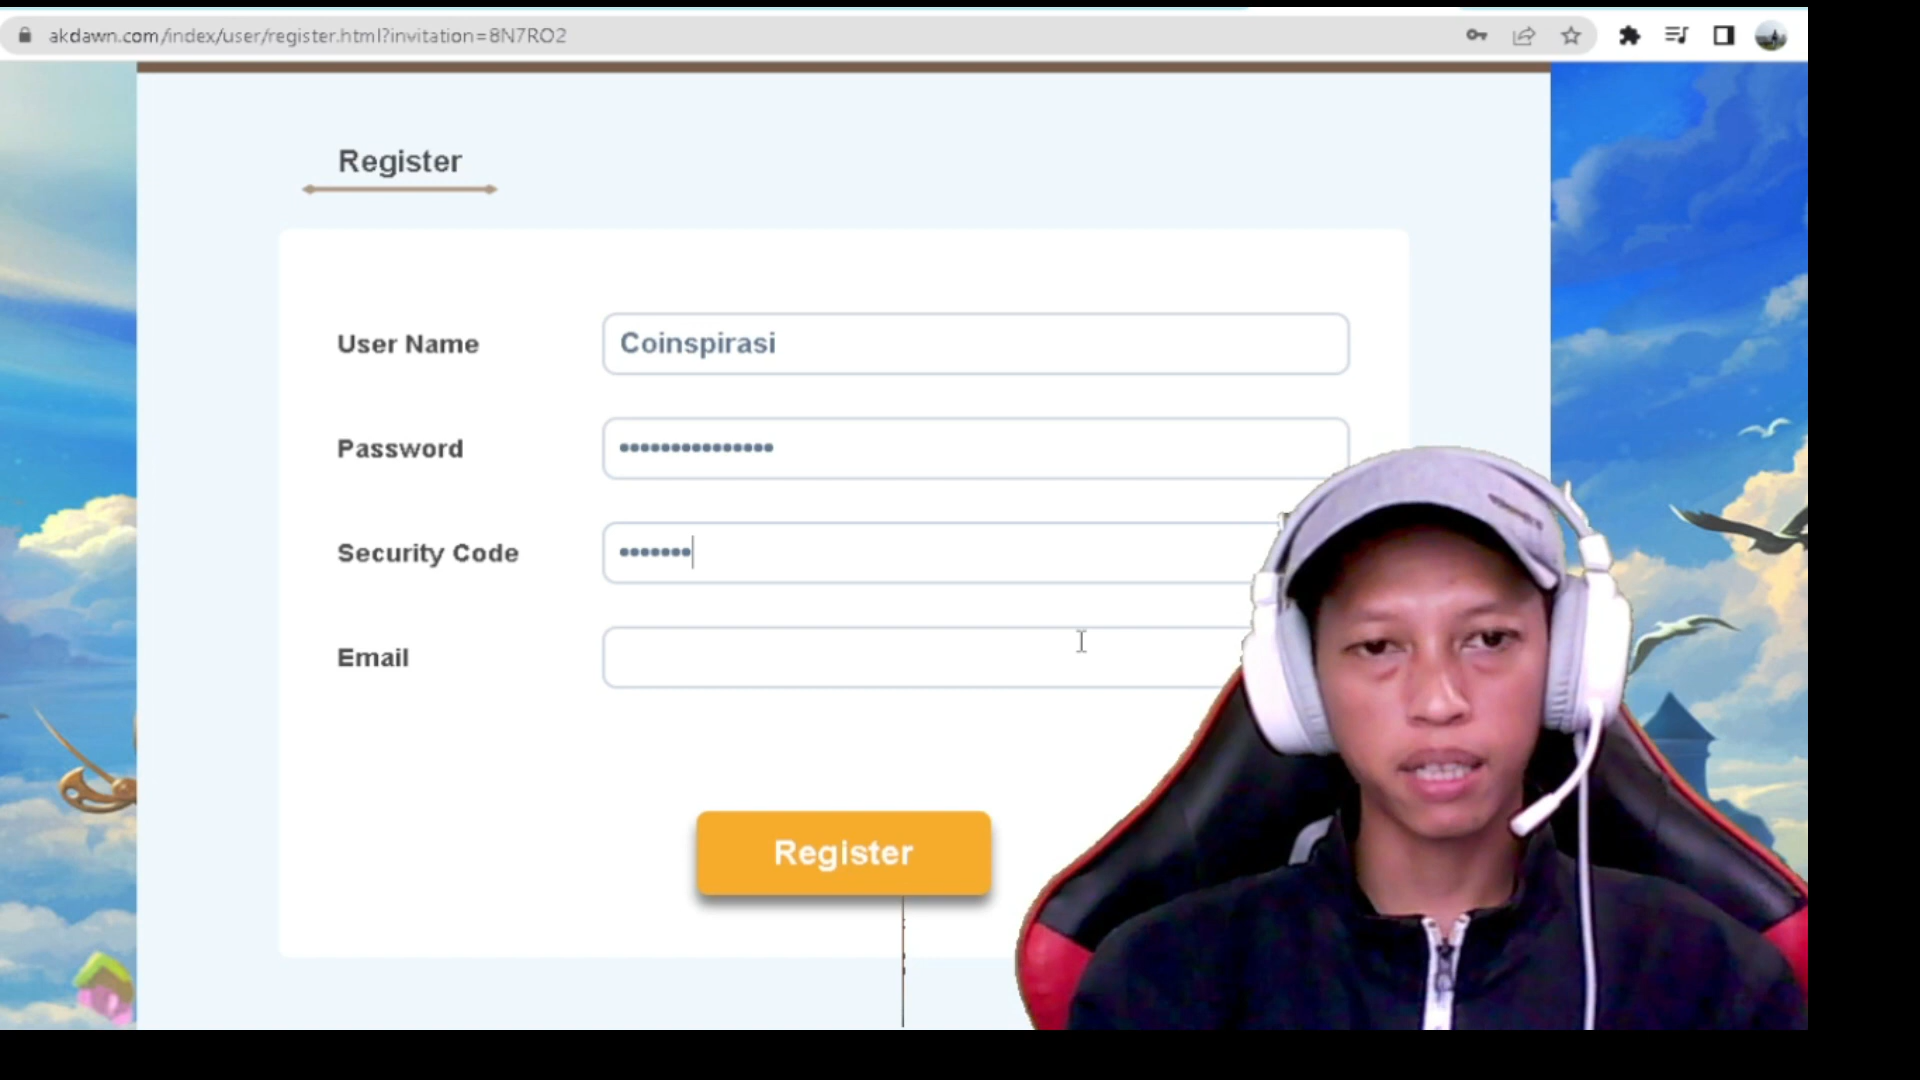 akdawn.com/index/user/register.html?invitation=8N7RO2
Register
User Name
Coinspirasi
Password
•••••••••••••••
Security Code
•••••••
Email
Register